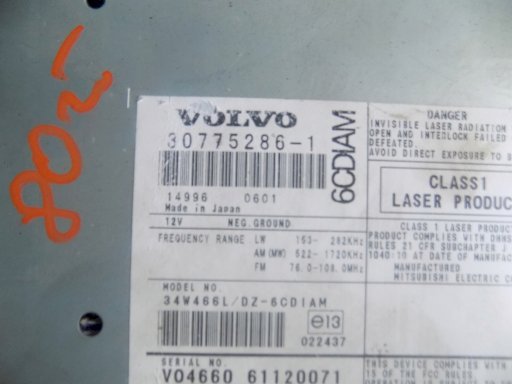 80>-
VOLVO
30775286-1
6CDIAM
14996 0601
Made in Japan
12V NEG.GROUND
FREQUENCY RANGE LW 153- 282KHz
AM(MW) 522-1720KHz
FM 76.0-108.0MHz
MODEL NO.
34W466L/DZ-6CDIAM
e13
022437
SERIAL NO.
VO4660 61120071
DANGER
INVISIBLE LASER RADIATION
OPEN AND INTERLOCK FAILED
DEFEATED.
AVOID DIRECT EXPOSURE TO B
CLASS1
LASER PRODUC
CLASS 1 LASER PRODUCT
PRODUCT COMPLIES WITH DHHS
RULES 21 CFR SUBCHAPTER J
1040:10 AT DATE OF MANUFAC
MANUFACTURED
MITSUBISHI ELECTRIC C
THIS DEVICE COMPLIES WITH
15 OF THE FCC RULES